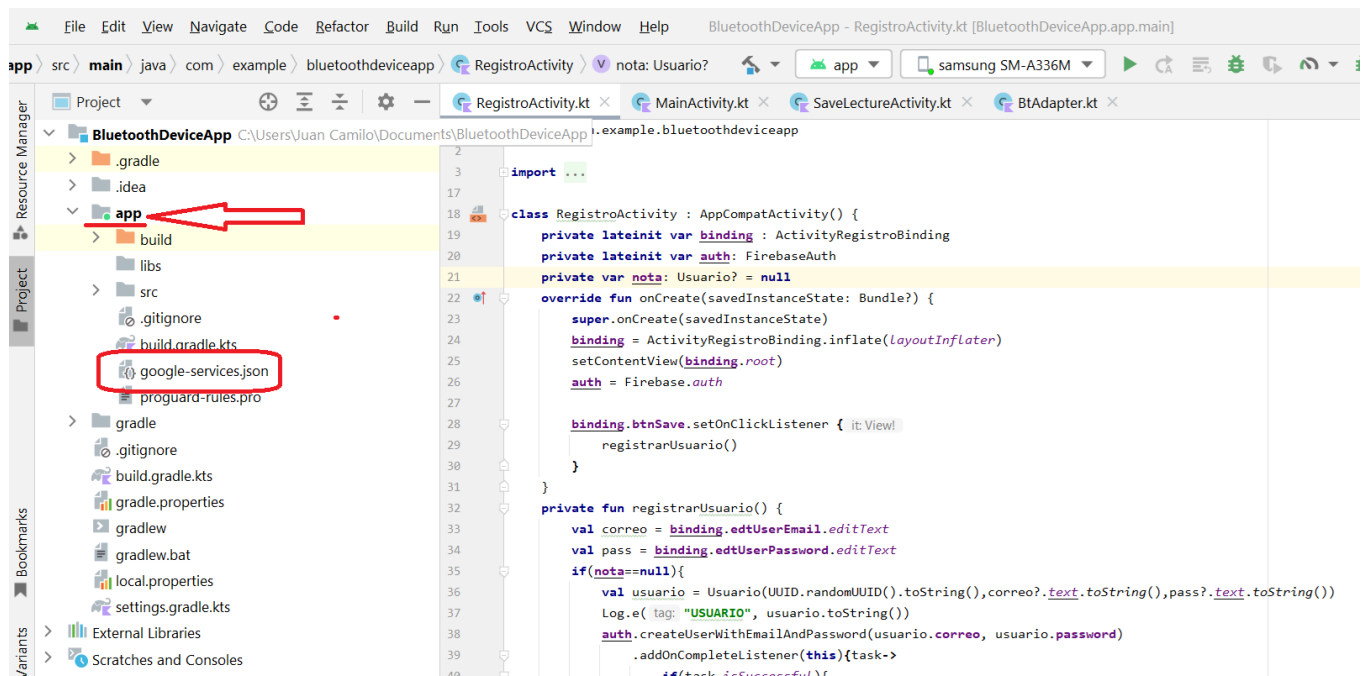 File Edit View Navigate Code Refactor Build Run Tools VCS Window Help BluetoothDeviceApp - RegistroActivity.kt [BluetoothDeviceApp.app.main]
app src main java com example bluetoothdeviceapp RegistroActivity nota: Usuario? app samsung SM-A336M
Resource Manager
Project
Bookmarks
Variants
Project
BluetoothDeviceApp C:\Users\Juan Camilo\Documents\BluetoothDeviceApp
.gradle
.idea
app
build
libs
src
.gitignore
build.gradle.kts
google-services.json
proguard-rules.pro
gradle
.gitignore
build.gradle.kts
gradle.properties
gradlew
gradlew.bat
local.properties
settings.gradle.kts
External Libraries
Scratches and Consoles
RegistroActivity.kt MainActivity.kt SaveLectureActivity.kt BtAdapter.kt
.example.bluetoothdeviceapp
2
3 import ...
17
18 class RegistroActivity : AppCompatActivity() {
19 private lateinit var binding : ActivityRegistroBinding
20 private lateinit var auth: FirebaseAuth
21 private var nota: Usuario? = null
22 override fun onCreate(savedInstanceState: Bundle?) {
23 super.onCreate(savedInstanceState)
24 binding = ActivityRegistroBinding.inflate(layoutInflater)
25 setContentView(binding.root)
26 auth = Firebase.auth
27
28 binding.btnSave.setOnClickListener { it: View!
29 registrarUsuario()
30 }
31 }
32 private fun registrarUsuario() {
33 val correo = binding.edtUserEmail.editText
34 val pass = binding.edtUserPassword.editText
35 if(nota==null){
36 val usuario = Usuario(UUID.randomUUID().toString(),correo?.text.toString(),pass?.text.toString())
37 Log.e( tag: "USUARIO", usuario.toString())
38 auth.createUserWithEmailAndPassword(usuario.correo, usuario.password)
39 .addOnCompleteListener(this){task->
40 if(task.isSuccessful){